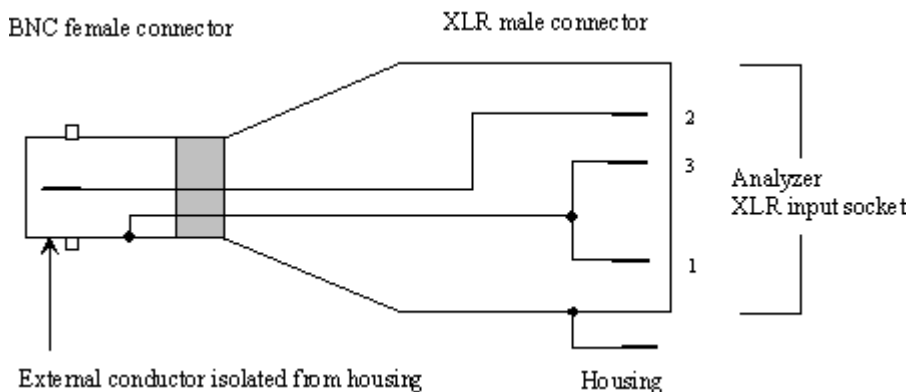 BNC female connector
XLR male connector
2
3
Analyzer
XLR input socket
1
External conductor isolated from housing
Housing